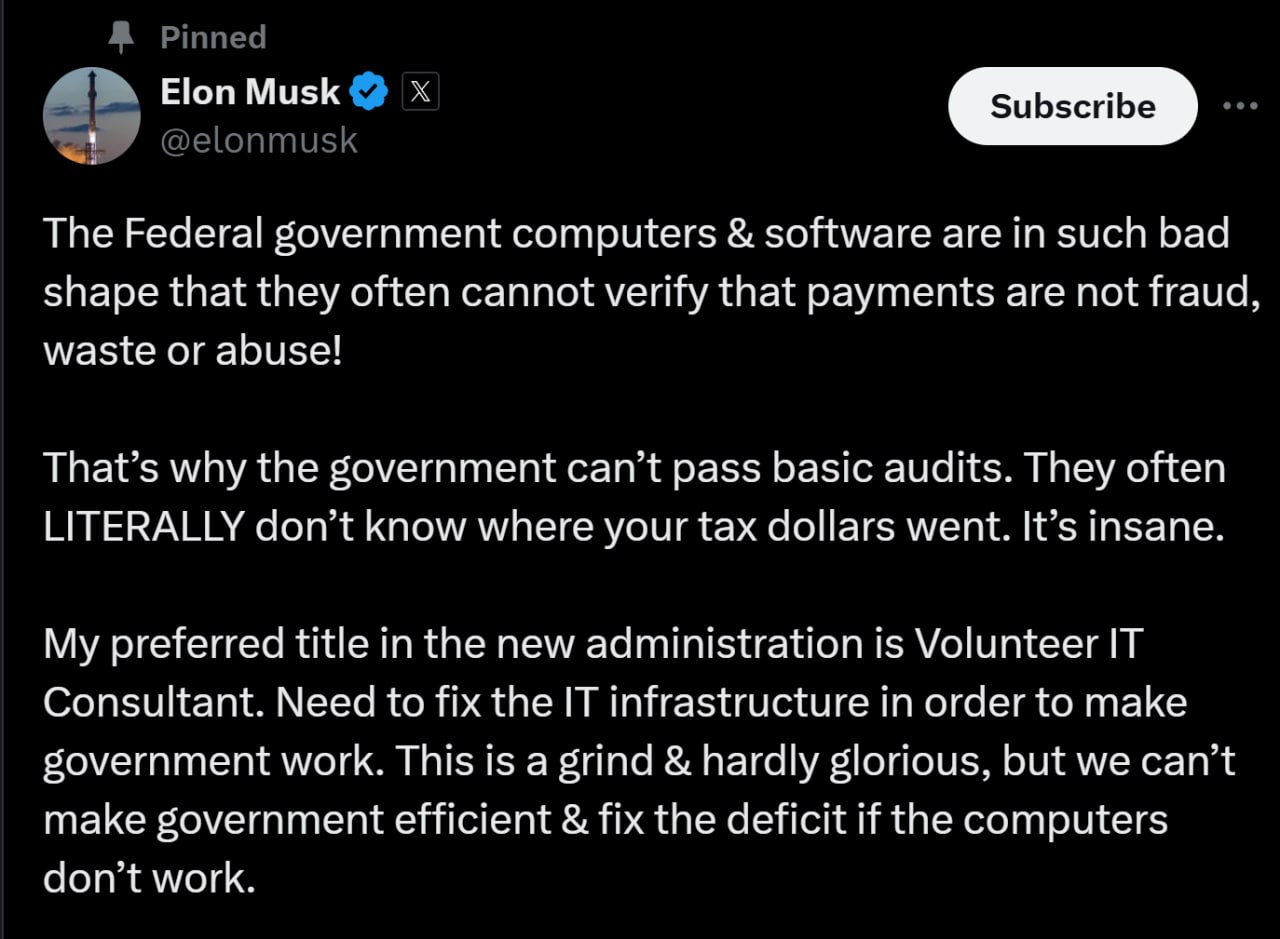 Pinned
Elon Musk
@elonmusk
Subscribe
The Federal government computers & software are in such bad
shape that they often cannot verify that payments are not fraud,
waste or abuse!
That’s why the government can’t pass basic audits. They often
LITERALLY don’t know where your tax dollars went. It’s insane.
My preferred title in the new administration is Volunteer IT
Consultant. Need to fix the IT infrastructure in order to make
government work. This is a grind & hardly glorious, but we can’t
make government efficient & fix the deficit if the computers
don’t work.